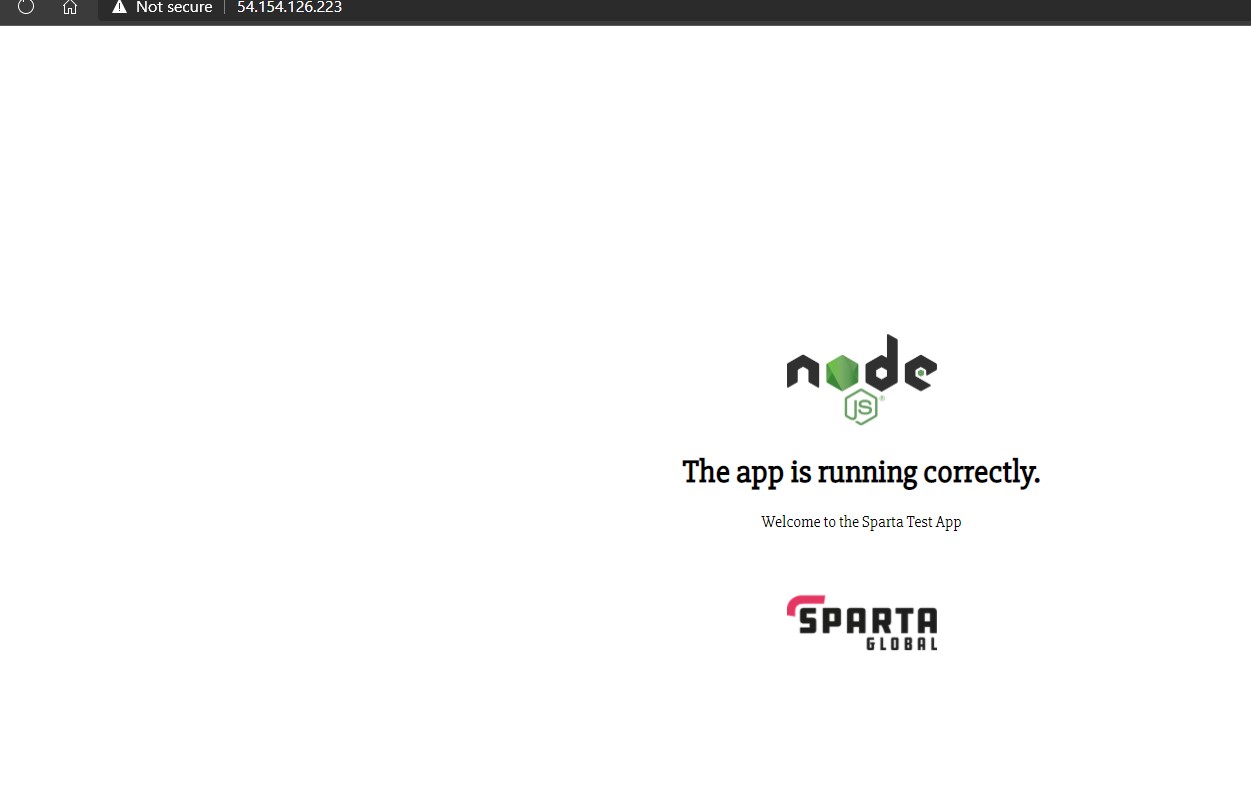 Not secure 54.154.126.223
node
JS
The app is running correctly.
Welcome to the Sparta Test App
SPARTA
GLOBAL